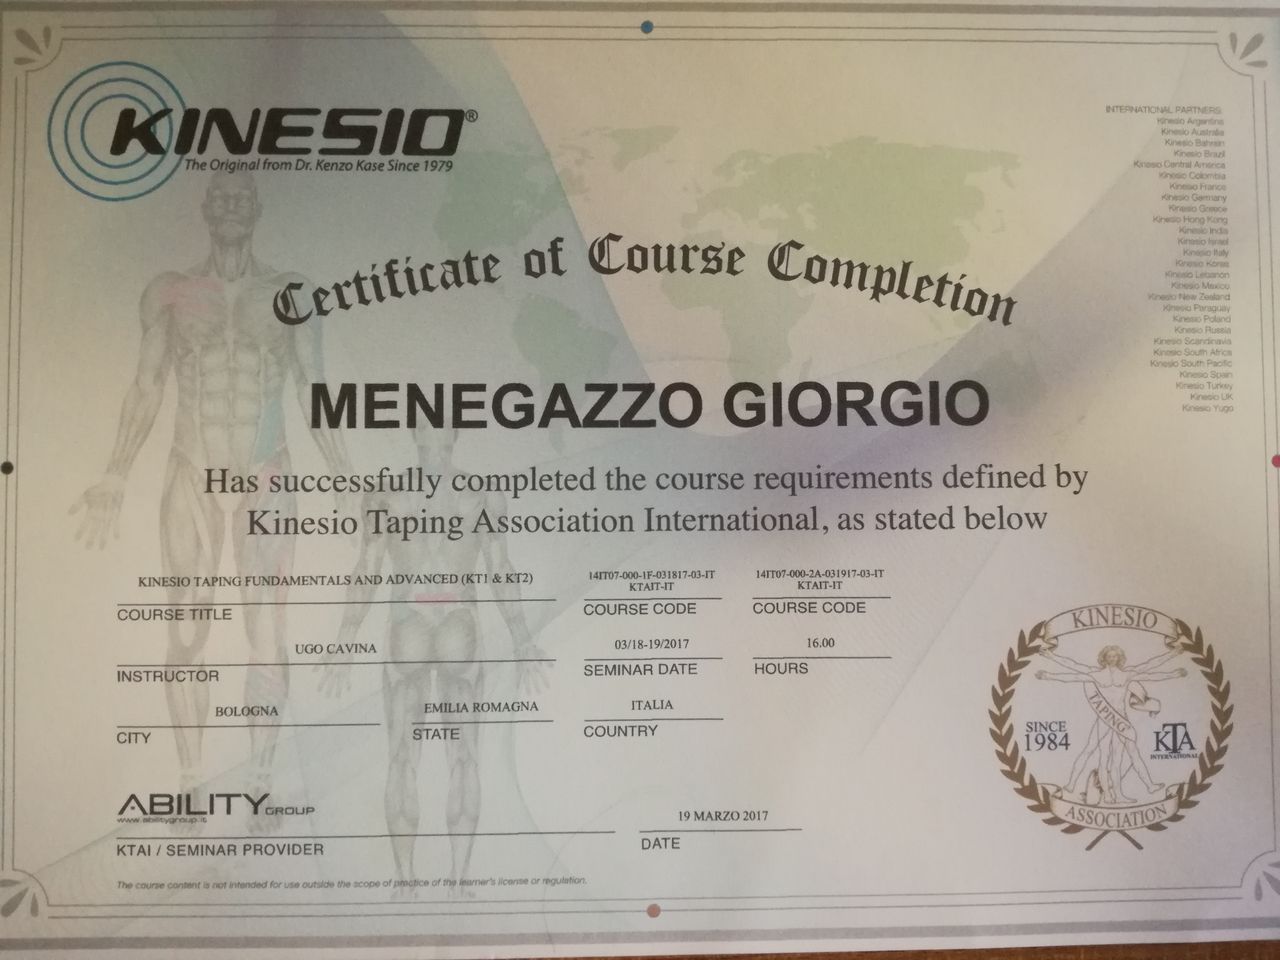 KINESIO®
The Original from Dr. Kenzo Kase Since 1979
INTERNATIONAL PARTNERS:
Kinesio Argentina
Kinesio Australia
Kinesio Bahrain
Kinesio Brazil
Kinesio Central America
Kinesio Colombia
Kinesio France
Kinesio Germany
Kinesio Greece
Kinesio Hong Kong
Kinesio India
Kinesio Israel
Kinesio Italy
Kinesio Korea
Kinesio Lebanon
Kinesio Mexico
Kinesio New Zealand
Kinesio Paraguay
Kinesio Poland
Kinesio Russia
Kinesio Scandinavia
Kinesio South Africa
Kinesio South Pacific
Kinesio Spain
Kinesio Turkey
Kinesio UK
Kinesio Yugo
Certificate of Course Completion
MENEGAZZO GIORGIO
Has successfully completed the course requirements defined by
Kinesio Taping Association International, as stated below
KINESIO TAPING FUNDAMENTALS AND ADVANCED (KT1 & KT2)
COURSE TITLE
14IT07-000-1F-031817-03-IT
KTAIT-IT
COURSE CODE
14IT07-000-2A-031917-03-IT
KTAIT-IT
COURSE CODE
UGO CAVINA
INSTRUCTOR
03/18-19/2017
SEMINAR DATE
16.00
HOURS
BOLOGNA
CITY
EMILIA ROMAGNA
STATE
ITALIA
COUNTRY
ABILITY GROUP
www.abilitygroup.it
KTAI / SEMINAR PROVIDER
19 MARZO 2017
DATE
KINESIO
TAPING
SINCE
1984
KTA
INTERNATIONAL
ASSOCIATION
The course content is not intended for use outside the scope of practice of the learner's license or regulation.